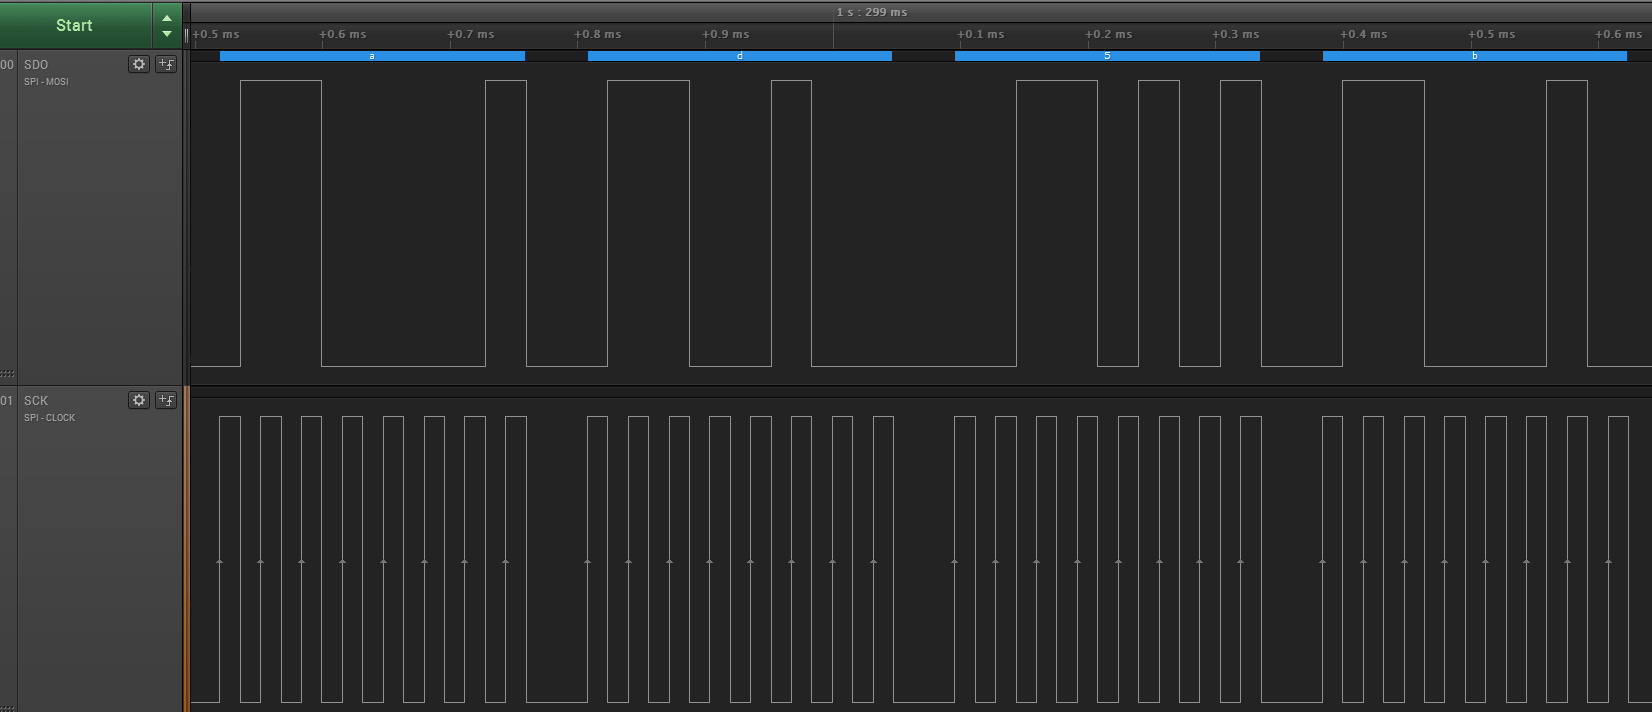 Start
1 s : 299 ms
+0.5 ms +0.6 ms +0.7 ms +0.8 ms +0.9 ms +0.1 ms +0.2 ms +0.3 ms +0.4 ms +0.5 ms +0.6 ms
a d 5 b
00 SDO
SPI - MOSI
01 SCK
SPI - CLOCK